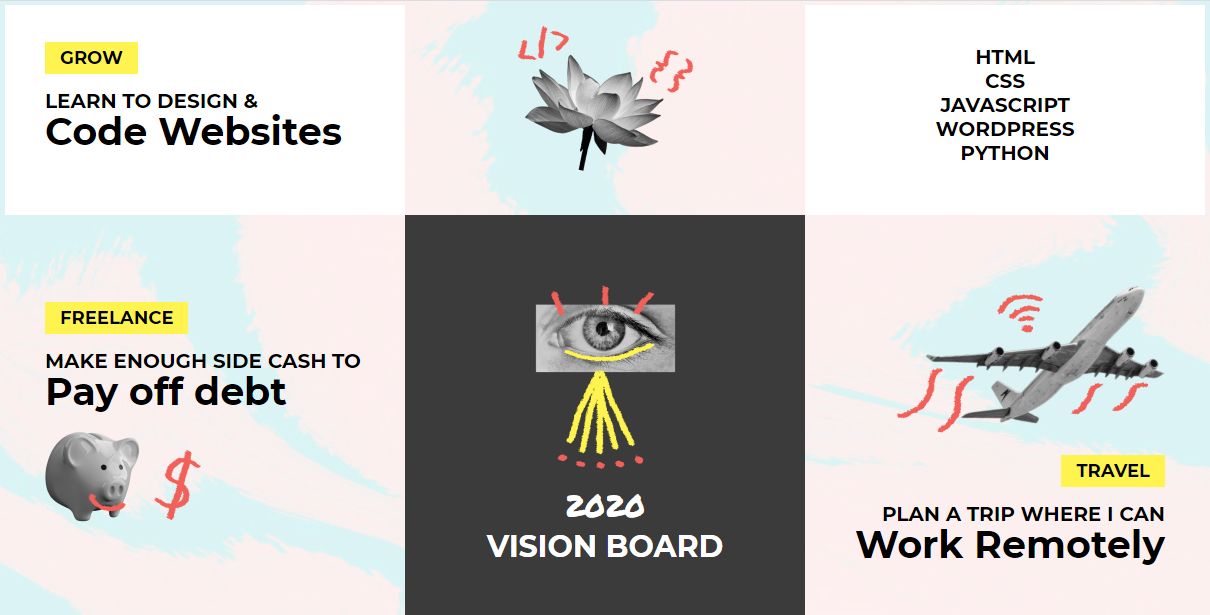 GROW
LEARN TO DESIGN &
Code Websites
</>
{}
HTML
CSS
JAVASCRIPT
WORDPRESS
PYTHON
FREELANCE
MAKE ENOUGH SIDE CASH TO
Pay off debt
$
2020
VISION BOARD
TRAVEL
PLAN A TRIP WHERE I CAN
Work Remotely